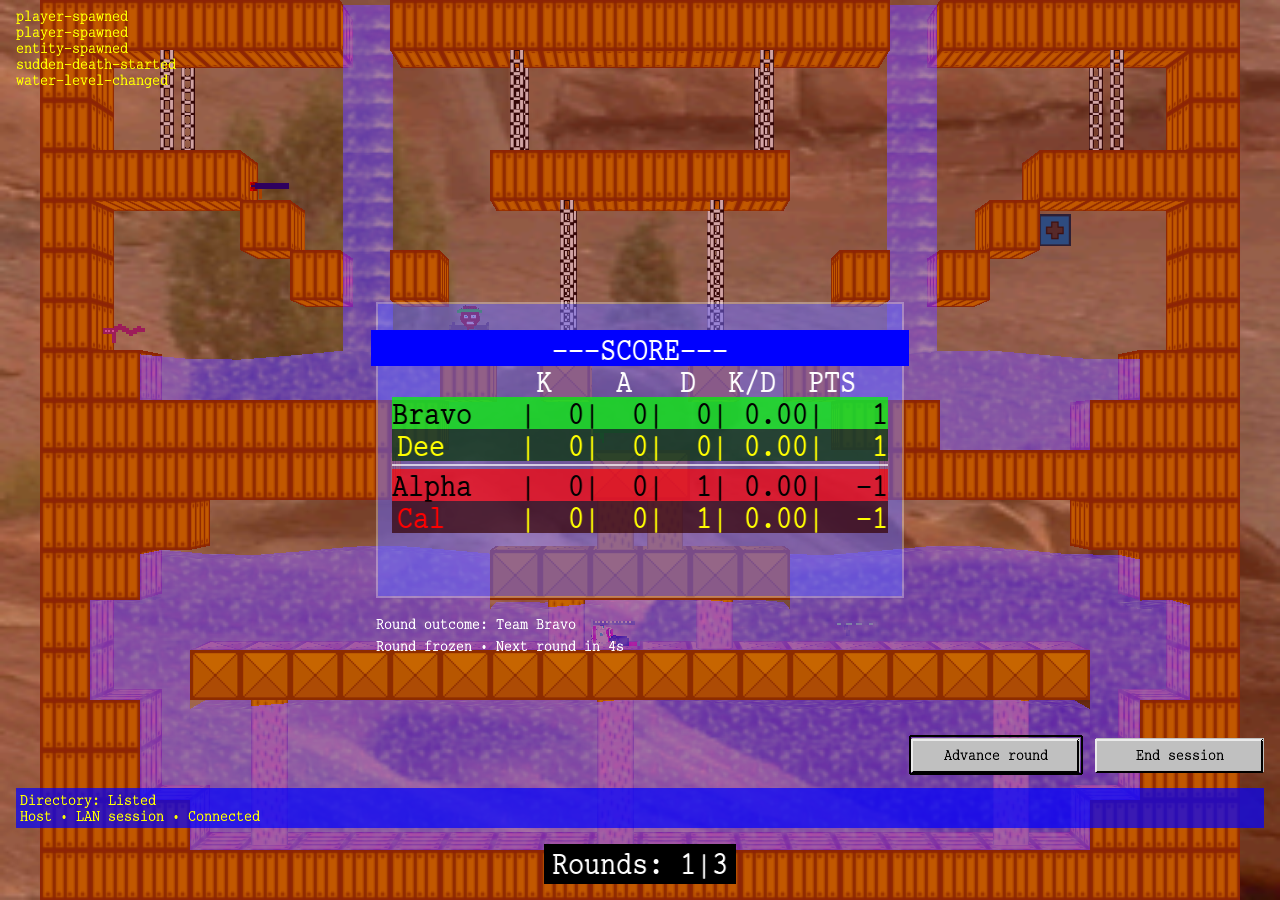 player-spawned
player-spawned
entity-spawned
sudden-death-started
water-level-changed
---SCORE---
K A D K/D PTS
Bravo | 0| 0| 0| 0.00| 1
Dee | 0| 0| 0| 0.00| 1
Alpha | 0| 0| 1| 0.00| -1
Cal | 0| 0| 1| 0.00| -1
Round outcome: Team Bravo
Round frozen • Next round in 4s
Advance round
End session
Directory: Listed
Host • LAN session • Connected
Rounds: 1|3